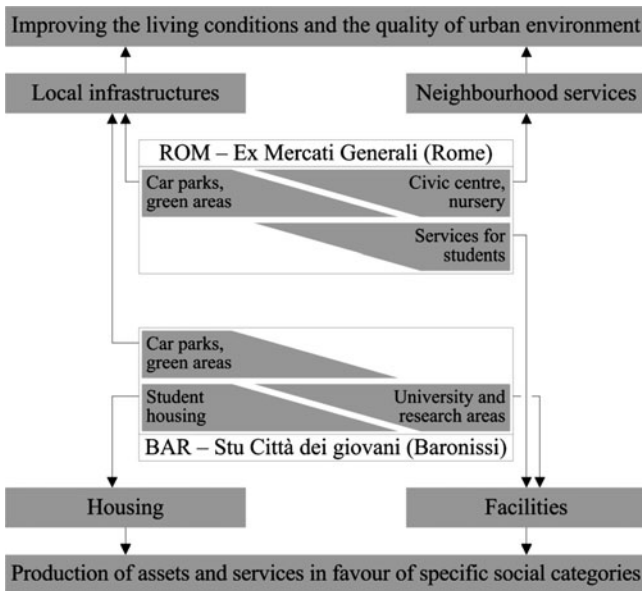 Improving the living conditions and the quality of urban environment
Local infrastructures
Neighbourhood services
ROM – Ex Mercati Generali (Rome)
Car parks,
green areas
Civic centre,
nursery
Services for
students
Car parks,
green areas
Student
housing
University and
research areas
BAR – Stu Città dei giovani (Baronissi)
Housing
Facilities
Production of assets and services in favour of specific social categories